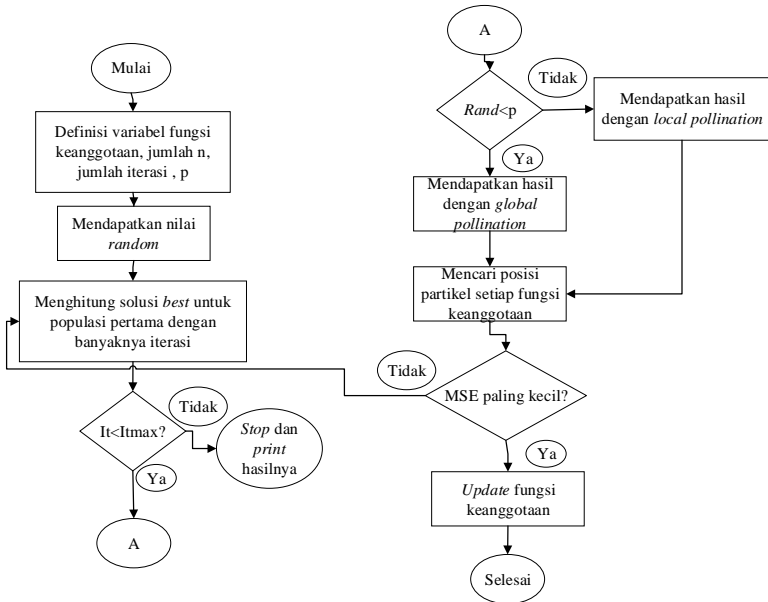 Mulai
Definisi variabel fungsi
keanggotaan, jumlah n,
jumlah iterasi , p
Mendapatkan nilai
random
Menghitung solusi best untuk
populasi pertama dengan
banyaknya iterasi
It<Itmax?
Tidak
Stop dan
print
hasilnya
Ya
A
A
Rand<p
Tidak
Mendapatkan hasil
dengan local pollination
Ya
Mendapatkan hasil
dengan global
pollination
Mencari posisi
partikel setiap fungsi
keanggotaan
MSE paling kecil?
Tidak
Ya
Update fungsi
keanggotaan
Selesai